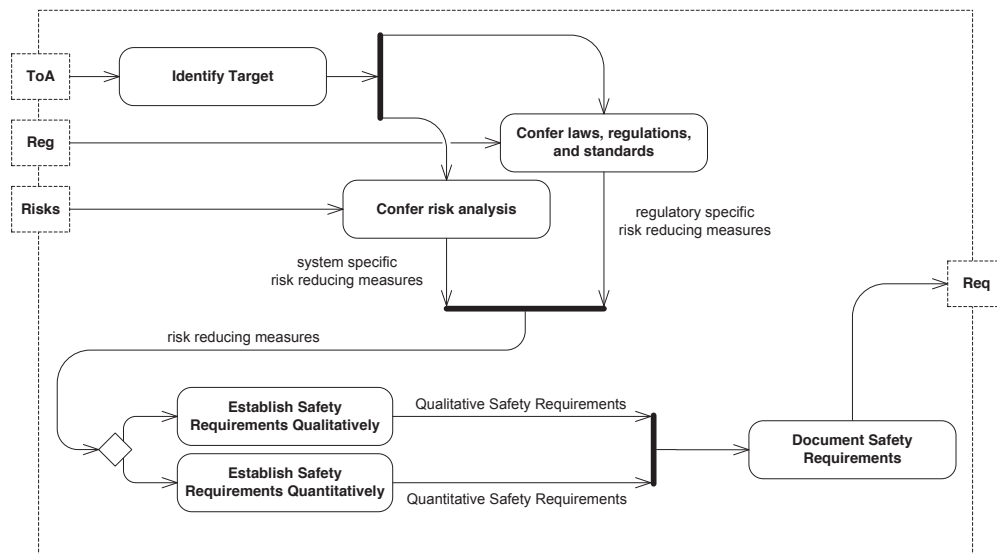 ToA
Identify Target
Reg
Confer laws, regulations,
and standards
Risks
Confer risk analysis
regulatory specific
risk reducing measures
system specific
risk reducing measures
Req
risk reducing measures
Establish Safety
Requirements Qualitatively
Qualitative Safety Requirements
Document Safety
Requirements
Establish Safety
Requirements Quantitatively
Quantitative Safety Requirements